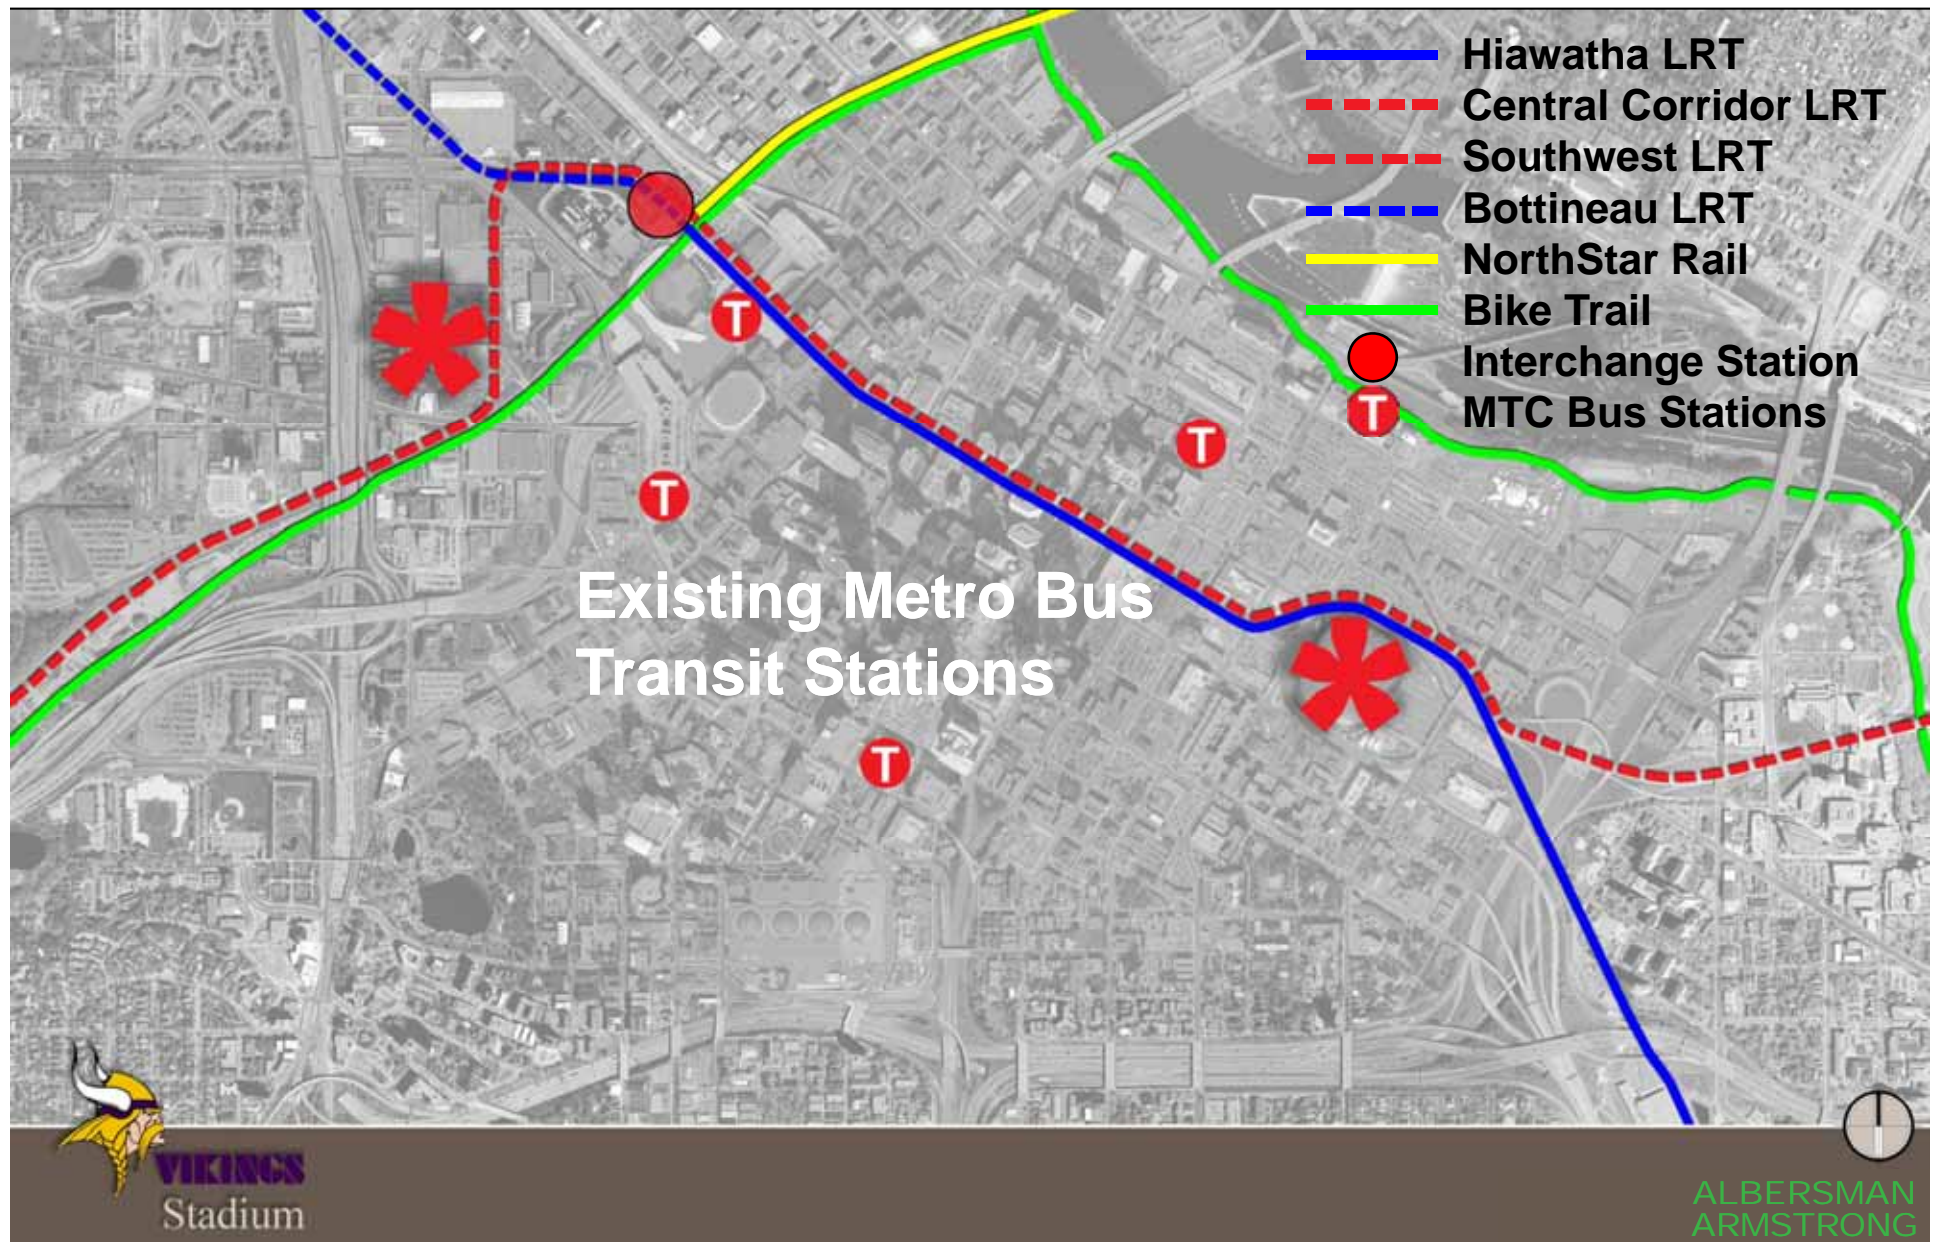 Hiawatha LRT
Central Corridor LRT
Southwest LRT
Bottineau LRT
NorthStar Rail
Bike Trail
Interchange Station
T MTC Bus Stations
T
T
T
Existing Metro Bus
Transit Stations
T
VIKINGS
Stadium
ALBERSMAN
ARMSTRONG